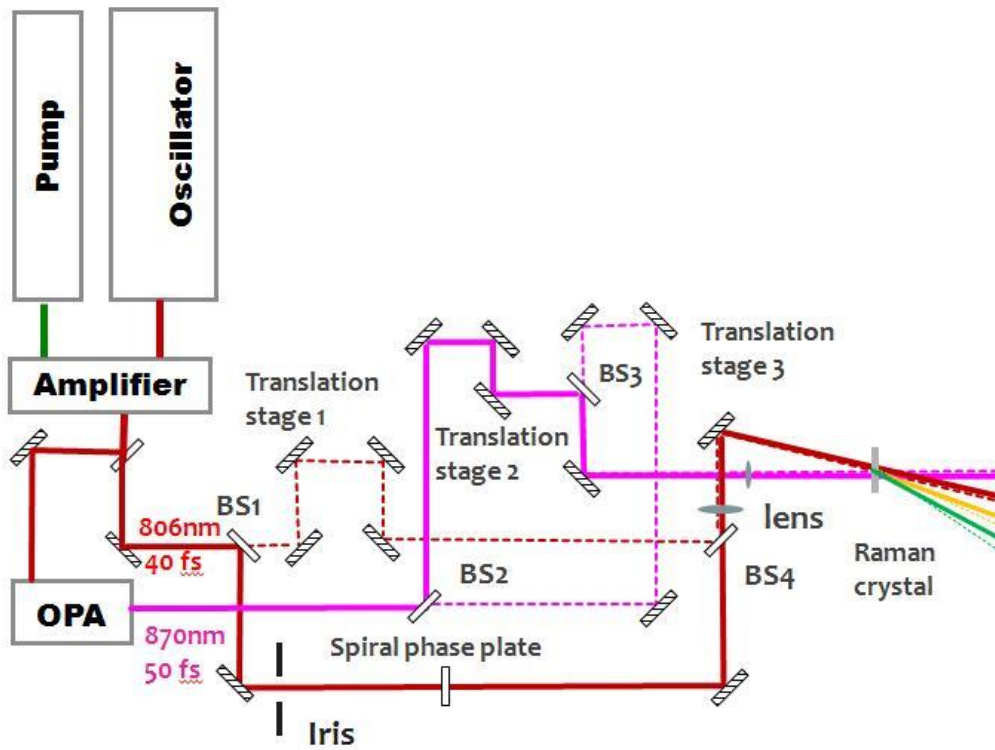 Pump
Oscillator
Amplifier
Translation
stage 1
BS3
Translation
stage 3
Translation
stage 2
BS1
806nm
40 fs
lens
BS2
BS4
Raman
crystal
OPA
870nm
50 fs
Spiral phase plate
Iris